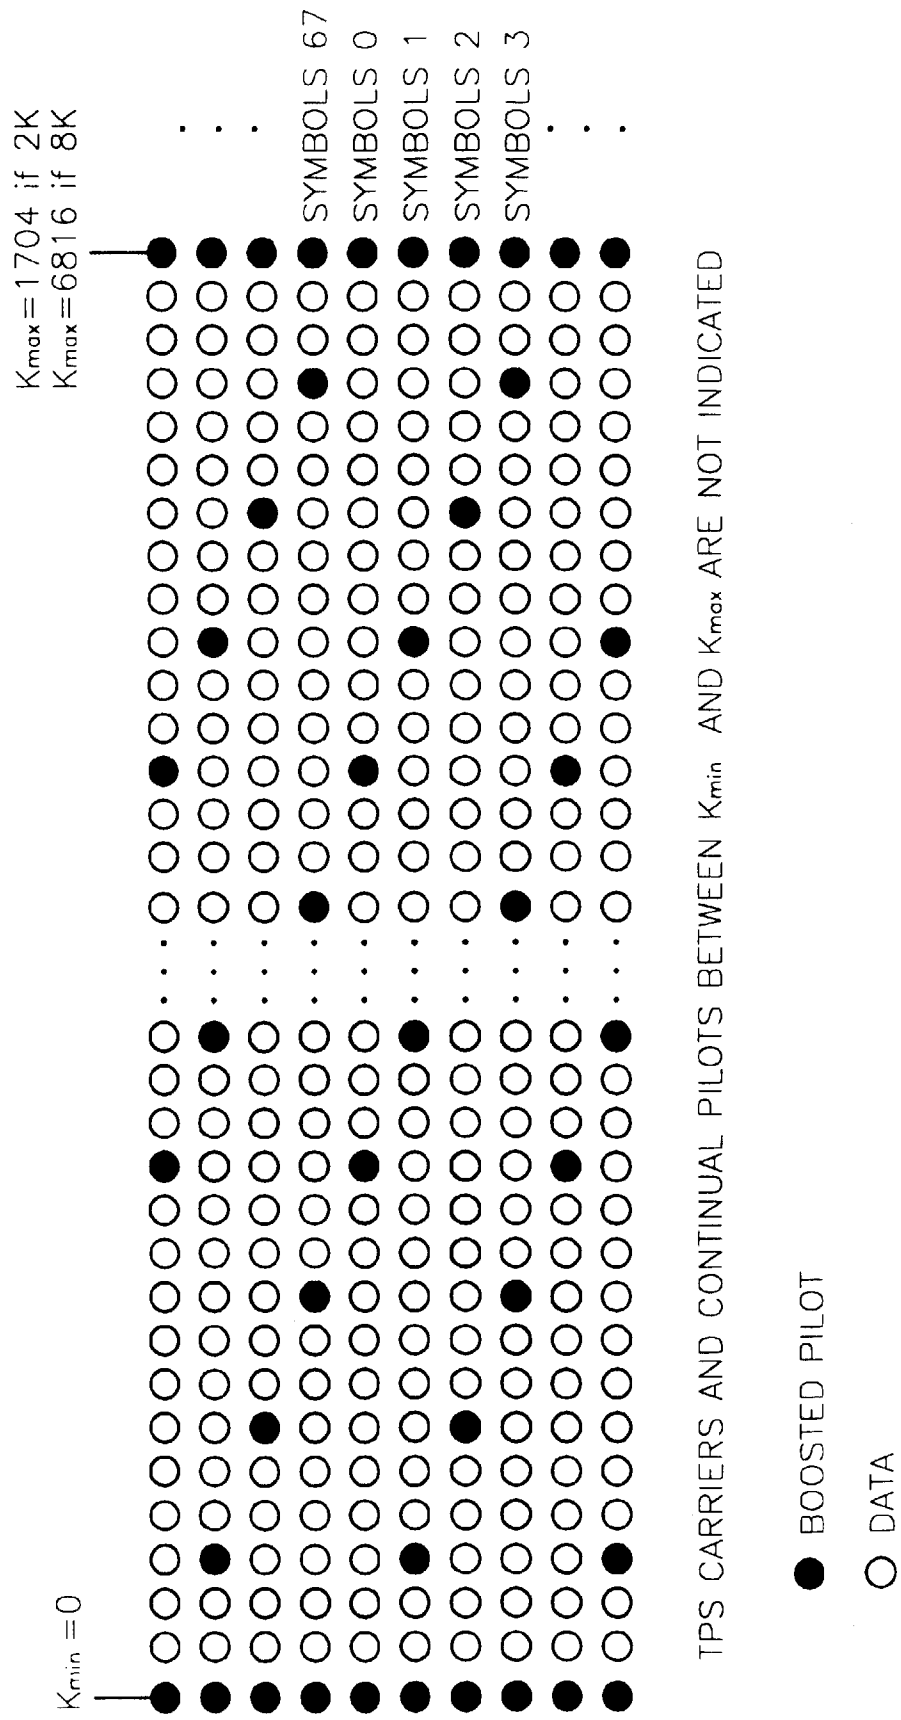 Kmin=0
Kmax=1704 if 2K
Kmax=6816 if 8K
SYMBOLS 67
SYMBOLS 0
SYMBOLS 1
SYMBOLS 2
SYMBOLS 3
TPS CARRIERS AND CONTINUAL PILOTS BETWEEN Kmin AND Kmax ARE NOT INDICATED
BOOSTED PILOT
DATA